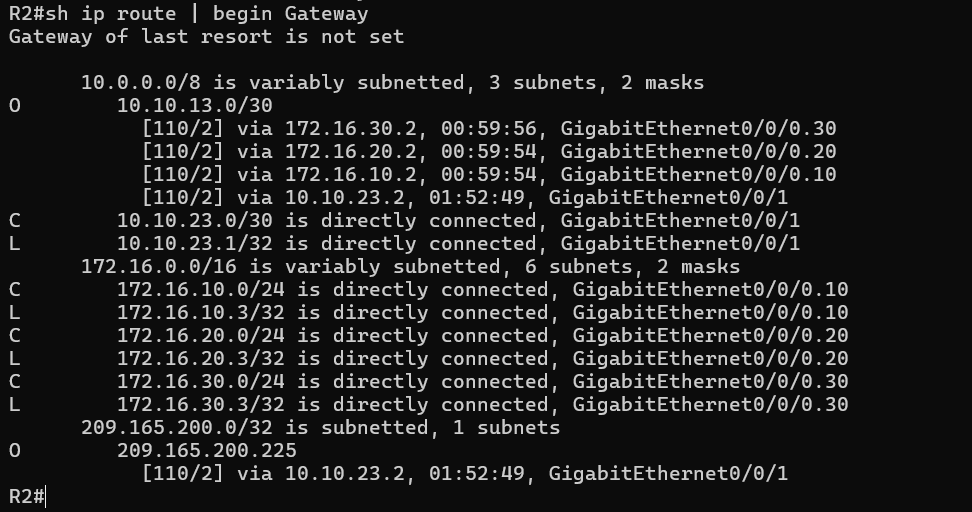 R2#sh ip route | begin Gateway
Gateway of last resort is not set

      10.0.0.0/8 is variably subnetted, 3 subnets, 2 masks
O        10.10.13.0/30
           [110/2] via 172.16.30.2, 00:59:56, GigabitEthernet0/0/0.30
           [110/2] via 172.16.20.2, 00:59:54, GigabitEthernet0/0/0.20
           [110/2] via 172.16.10.2, 00:59:54, GigabitEthernet0/0/0.10
           [110/2] via 10.10.23.2, 01:52:49, GigabitEthernet0/0/1
C        10.10.23.0/30 is directly connected, GigabitEthernet0/0/1
L        10.10.23.1/32 is directly connected, GigabitEthernet0/0/1
      172.16.0.0/16 is variably subnetted, 6 subnets, 2 masks
C        172.16.10.0/24 is directly connected, GigabitEthernet0/0/0.10
L        172.16.10.3/32 is directly connected, GigabitEthernet0/0/0.10
C        172.16.20.0/24 is directly connected, GigabitEthernet0/0/0.20
L        172.16.20.3/32 is directly connected, GigabitEthernet0/0/0.20
C        172.16.30.0/24 is directly connected, GigabitEthernet0/0/0.30
L        172.16.30.3/32 is directly connected, GigabitEthernet0/0/0.30
      209.165.200.0/32 is subnetted, 1 subnets
O        209.165.200.225
           [110/2] via 10.10.23.2, 01:52:49, GigabitEthernet0/0/1
R2#